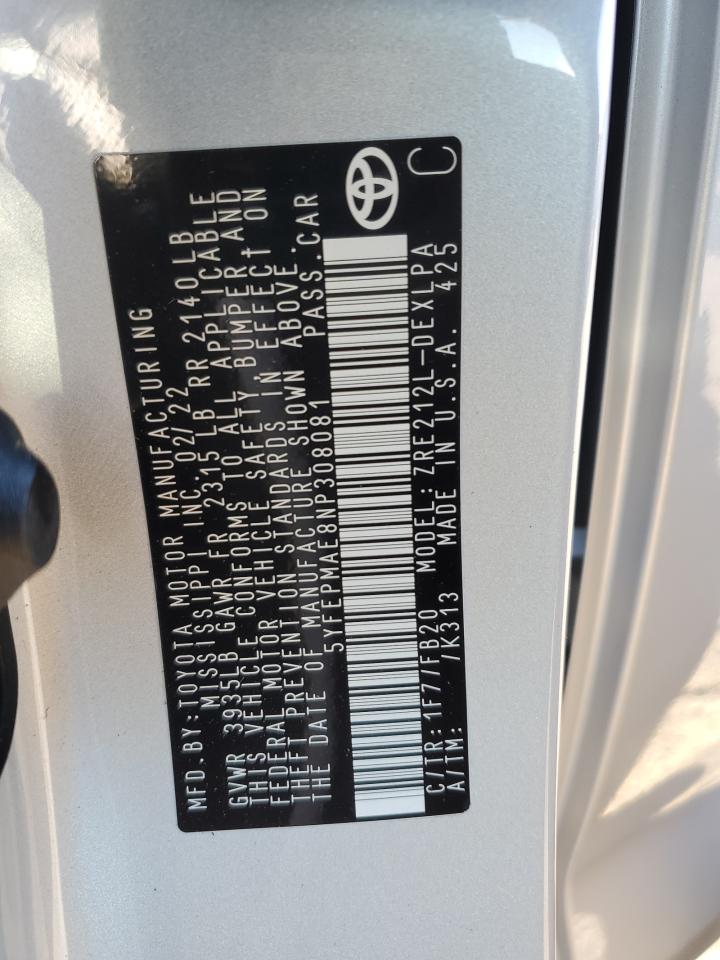 MFD.BY:TOYOTA MOTOR MANUFACTURING
MISSISSIPPI INC. 02/22
GVWR 3935LB GAWR FR 2315 LB RR 2140LB
THIS VEHICLE CONFORMS TO ALL APPLICABLE
FEDERAL MOTOR VEHICLE SAFETY, BUMPER, AND
THEFT PREVENTION STANDARDS IN EFFECT ON
THE DATE OF MANUFACTURE SHOWN ABOVE.
5YFEPMAE8NP308081 PASS.CAR
C/TR: 1F7/FB20 MODEL: ZRE212L-DEXLPA C
A/TM: /K313 MADE IN U.S.A. 425